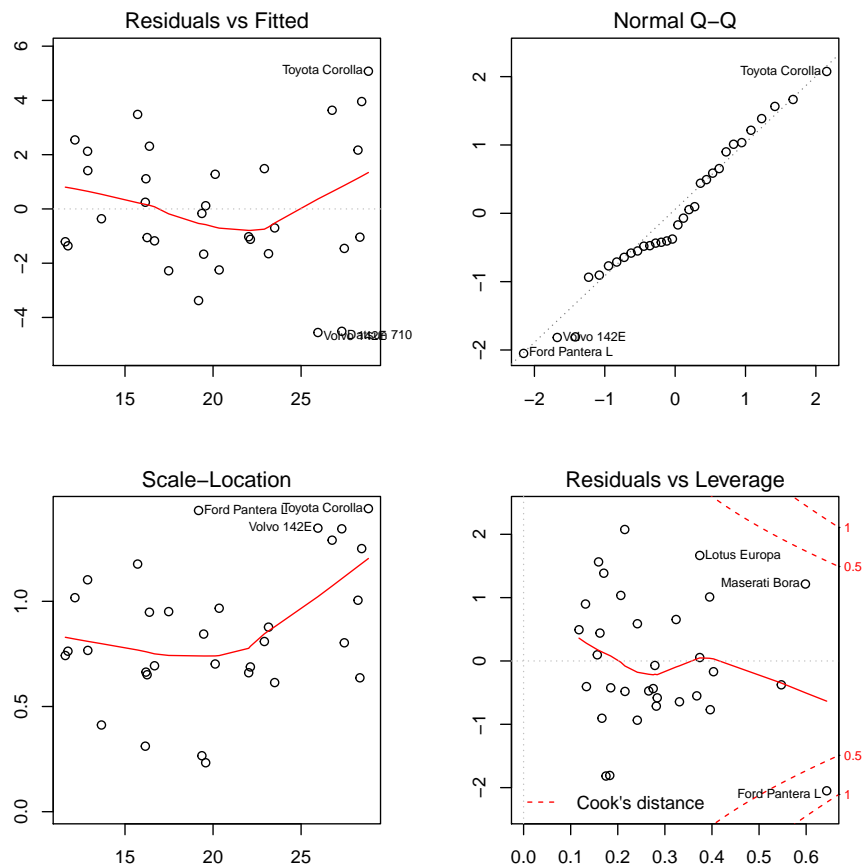 Residuals vs Fitted
6
4
2
0
−2
−4
15 20 25
Toyota Corolla
Volvo 142E
Datsun 710
Normal Q−Q
2
1
0
−1
−2
−2 −1 0 1 2
Toyota Corolla
Volvo 142E
Ford Pantera L
Scale−Location
1.0
0.5
0.0
15 20 25
Ford Pantera L
Toyota Corolla
Volvo 142E
Residuals vs Leverage
2
1
0
−1
−2
0.0 0.1 0.2 0.3 0.4 0.5 0.6
1
0.5
0.5
1
Lotus Europa
Maserati Bora
Ford Pantera L
Cook's distance